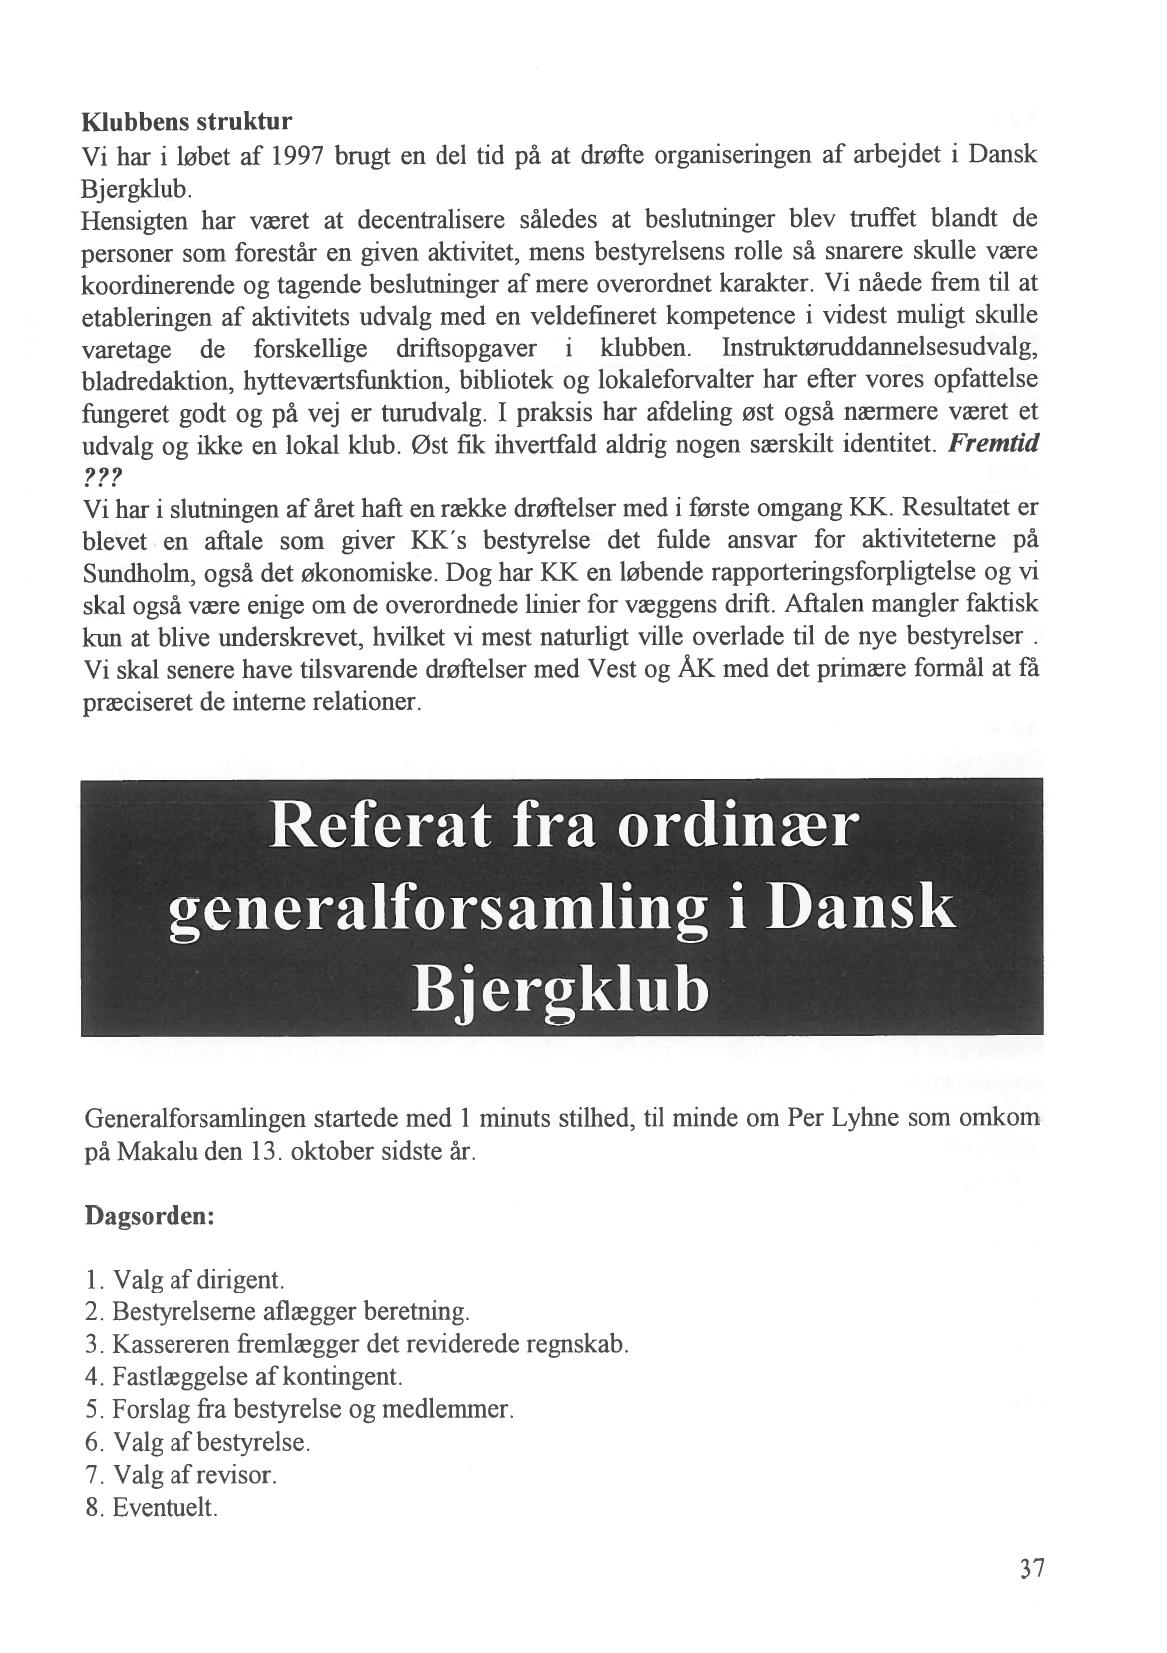 Klubbens struktur
Vi har i løbet af 1997 brugt en del tid på at drøfte organiseringen af arbejdet i Dansk
Bjergklub.
Hensigten har været at decentralisere således at beslutninger blev truffet blandt de
personer som forestår en given aktivitet, mens bestyrelsens rolle så snarere skulle være
koordinerende og tagende beslutninger af mere overordnet karakter. Vi nåede frem til at
etableringen af aktivitets udvalg med en veldefineret kompetence i videst muligt skulle
varetage de forskellige driftsopgaver i klubben. Instruktøruddannelsesudvalg,
bladredaktion, hytteværtsfunktion, bibliotek og lokaleforvalter har efter vores opfattelse
fungeret godt og på vej er turudvalg. I praksis har afdeling øst også nærmere været et
udvalg og ikke en lokal klub. Øst fik ihvertfald aldrig nogen særskilt identitet. Fremtid
???
Vi har i slutningen af året haft en række drøftelser med i første omgang KK. Resultatet er
blevet en aftale som giver KK´s bestyrelse det fulde ansvar for aktiviteterne på
Sundholm, også det økonomiske. Dog har KK en løbende rapporteringsforpligtelse og vi
skal også være enige om de overordnede linier for væggens drift. Aftalen mangler faktisk
kun at blive underskrevet, hvilket vi mest naturligt ville overlade til de nye bestyrelser .
Vi skal senere have tilsvarende drøftelser med Vest og ÅK med det primære formål at få
præciseret de interne relationer.
Referat fra ordinær
generalforsamling i Dansk
Bjergklub
Generalforsamlingen startede med 1 minuts stilhed, til minde om Per Lyhne som omkom
på Makalu den 13. oktober sidste år.
Dagsorden:
1. Valg af dirigent.
2. Bestyrelserne aflægger beretning.
3. Kassereren fremlægger det reviderede regnskab.
4. Fastlæggelse af kontingent.
5. Forslag fra bestyrelse og medlemmer.
6. Valg af bestyrelse.
7. Valg af revisor.
8. Eventuelt.
37